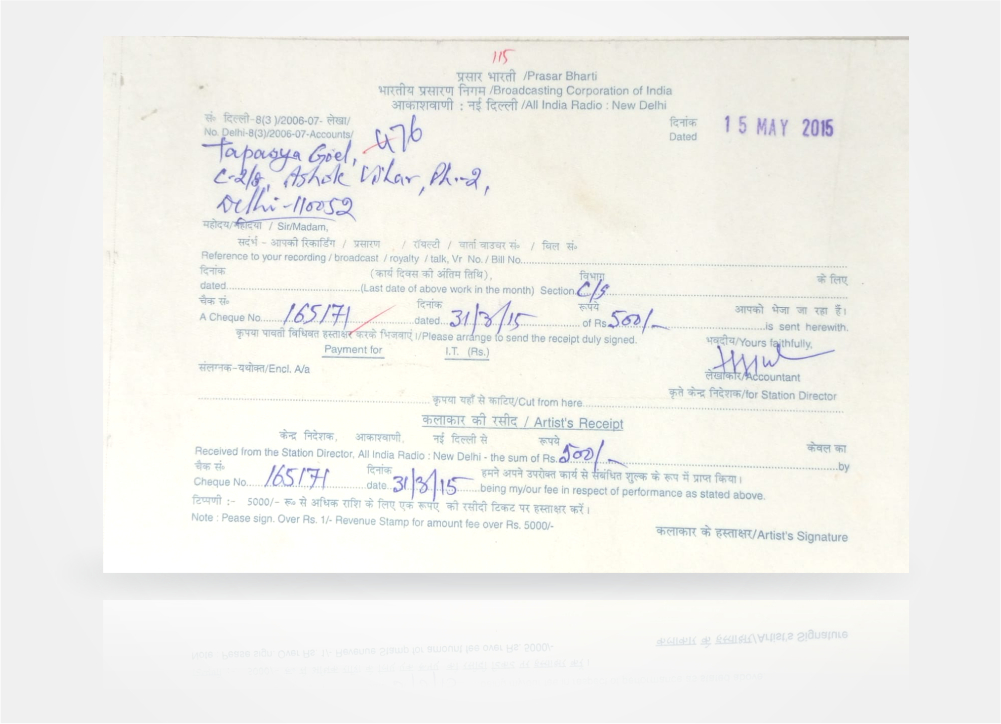 115
प्रसार भारती /Prasar Bharti
भारतीय प्रसारण निगम /Broadcasting Corporation of India
आकाशवाणी : नई दिल्ली /All India Radio : New Delhi
सं० दिल्ली-8(3 )/2006-07- लेखा/
No. Delhi-8(3)/2006-07-Accounts/ 476
दिनांक
Dated 15 MAY 2015
Tapasya Goel,
C-2/8, Ashok Vihar, Ph.-2,
Delhi-110052
महोदय/महोदया / Sir/Madam,
सदंर्भ - आपकी रिकार्डिंग / प्रसारण / रॉयल्टी / वार्ता वाउचर सं० / बिल सं०
Reference to your recording / broadcast / royalty / talk, Vr No. / Bill No.
दिनांक (कार्य दिवस की अंतिम तिथि), विभाग के लिए
dated (Last date of above work in the month) Section C/S
चैक सं० दिनांक रूपये आपको भेजा जा रहा है।
A Cheque No. 165171 dated 31/3/15 of Rs. 500/- is sent herewith.
कृपया पावती विधिवत हस्ताक्षर करके भिजवाएं।/Please arrange to send the receipt duly signed.
भवदीय/Yours faithfully,
Payment for I.T. (Rs.)
संलग्नक-यथोक्त/Encl. A/a
लेखाकार/Accountant
कृते केन्द्र निदेशक/for Station Director
कृपया यहाँ से काटिए/Cut from here
कलाकार की रसीद / Artist's Receipt
केन्द्र निदेशक, आकाशवाणी, नई दिल्ली से रूपये केवल का
Received from the Station Director, All India Radio : New Delhi - the sum of Rs. 500/- by
चैक सं० दिनांक हमने अपने उपरोक्त कार्य से संबंधित शुल्क के रूप में प्राप्त किया।
Cheque No. 165171 date 31/3/15 being my/our fee in respect of performance as stated above.
टिप्पणी :- 5000/- रू० से अधिक राशि के लिए एक रूपए की रसीदी टिकट पर हस्ताक्षर करें।
Note : Pease sign. Over Rs. 1/- Revenue Stamp for amount fee over Rs. 5000/-
कलाकार के हस्ताक्षर/Artist's Signature